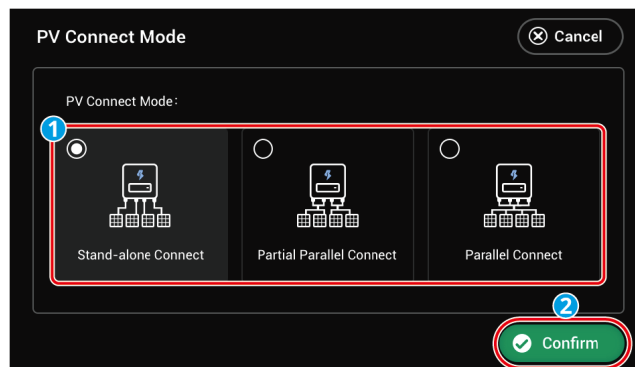 PV Connect Mode
Cancel
PV Connect Mode:
1
Stand-alone Connect
Partial Parallel Connect
Parallel Connect
2
Confirm